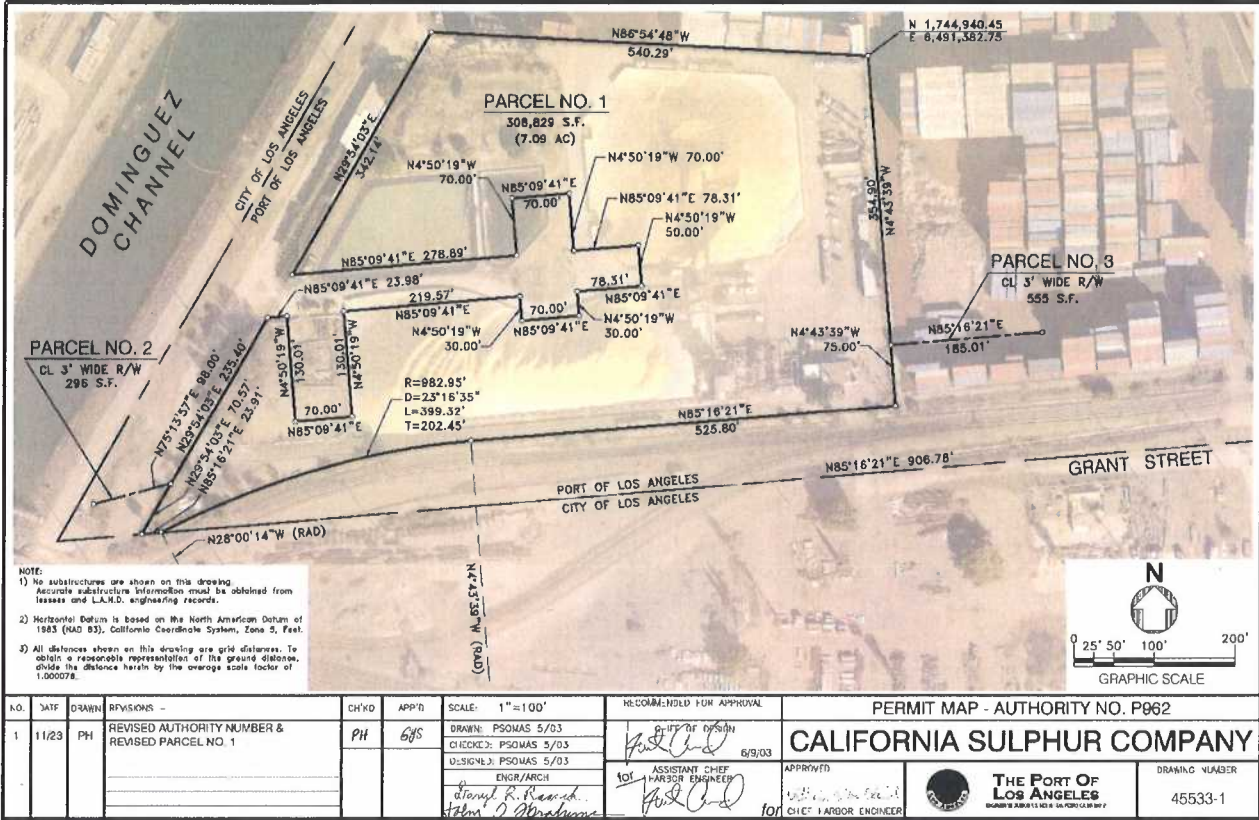 N86°54'48"W
540.29'
N 1,744,940.45
E 6,491,382.75
DOMINGUEZ
CHANNEL
CITY OF LOS ANGELES
PORT OF LOS ANGELES
N29°54'03"E
342.14'
PARCEL NO. 1
308,829 S.F.
(7.09 AC)
N4°50'19"W
70.00'
N85°09'41"E
70.00'
N4°50'19"W 70.00'
N85°09'41"E 78.31'
N4°50'19"W
50.00'
354.90'
N4°43'39"W
N85°09'41"E 278.89'
N85°09'41"E 23.98'
219.57'
N85°09'41"E
78.31'
N85°09'41"E
70.00'
N85°09'41"E
N4°50'19"W
30.00'
N4°50'19"W
30.00'
PARCEL NO. 3
CL 3' WIDE R/W
555 S.F.
N85°16'21"E
185.01'
N4°43'39"W
75.00'
PARCEL NO. 2
CL 3' WIDE R/W
296 S.F.
N4°50'19"W
130.01'
130.01'
N4°50'19"W
70.00'
N85°09'41"E
R=982.95'
D=23°16'35"
L=399.32'
T=202.45'
N75°13'57"E 98.00'
N29°54'03"E 235.40'
N29°54'03"E 70.57'
N85°16'21"E 23.91'
N85°16'21"E
525.80'
N85°16'21"E 906.78'
GRANT STREET
PORT OF LOS ANGELES
CITY OF LOS ANGELES
N28°00'14"W (RAD)
N4°43'39"W (RAD)
NOTE:
1) No substructures are shown on this drawing.
Accurate substructure information must be obtained from
lessees and L.A.H.D. engineering records.
2) Horizontal Datum is based on the North American Datum of
1983 (NAD 83), California Coordinate System, Zone 5, Feet.
3) All distances shown on this drawing are grid distances. To
obtain a reasonable representation of the ground distance,
divide the distance herein by the average scale factor of
1.000078.
N
0 25' 50' 100' 200'
GRAPHIC SCALE
NO. DATE DRAWN REVISIONS - CH'KD APP'D
1 11/23 PH REVISED AUTHORITY NUMBER &
REVISED PARCEL NO. 1
PH GJS
SCALE: 1"=100'
DRAWN: PSOMAS 5/03
CHECKED: PSOMAS 5/03
DESIGNED: PSOMAS 5/03
ENGR/ARCH
RECOMMENDED FOR APPROVAL
CHIEF OF DESIGN
6/9/03
for ASSISTANT CHIEF
HARBOR ENGINEER
PERMIT MAP - AUTHORITY NO. P962
CALIFORNIA SULPHUR COMPANY
APPROVED
for CHIEF HARBOR ENGINEER
THE PORT OF
LOS ANGELES
DRAWING NUMBER
45533-1